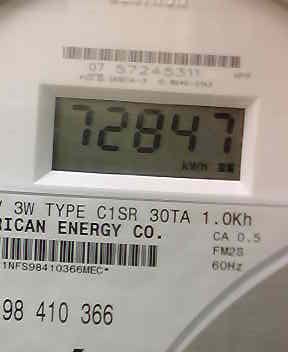 07 57245311
72847
kWh
V 3W TYPE C1SR 30TA 1.0Kh
RICAN ENERGY CO.
CA 0.5
FM2S
60Hz
1NFS98410366MEC*
98 410 366